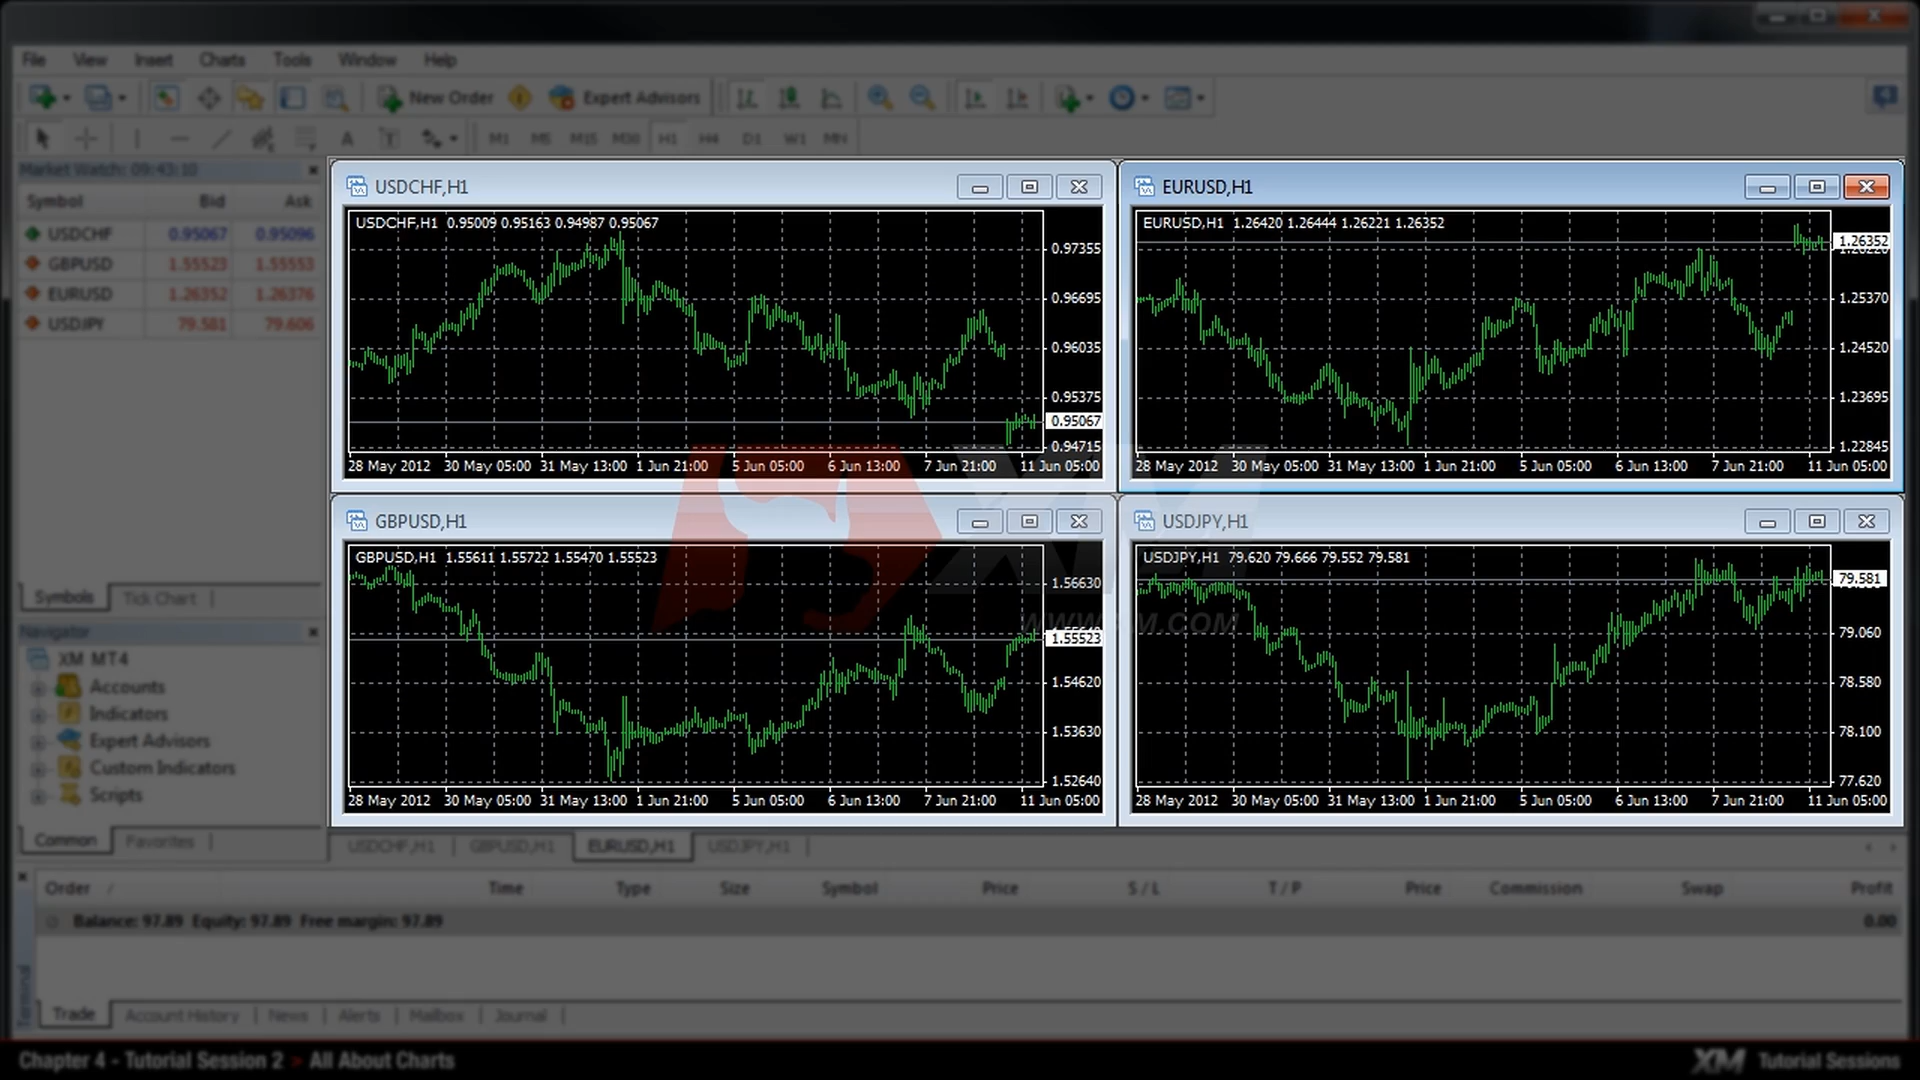 File View Insert Charts Tools Window Help
New Order Expert Advisors
A T M1 M5 M15 M30 H1 H4 D1 W1 MN
Market Watch: 09:43:10
Symbol Bid Ask
USDCHF 0.95067 0.95096
GBPUSD 1.55523 1.55553
EURUSD 1.26352 1.26376
USDJPY 79.581 79.606
Symbols Tick Chart
Navigator
XM MT4
Accounts
Indicators
Expert Advisors
Custom Indicators
Scripts
Common Favorites
USDCHF,H1
USDCHF,H1 0.95009 0.95163 0.94987 0.95067
0.97355
0.96695
0.96035
0.95375
0.95067
0.94715
28 May 2012 30 May 05:00 31 May 13:00 1 Jun 21:00 5 Jun 05:00 6 Jun 13:00 7 Jun 21:00 11 Jun 05:00
EURUSD,H1
EURUSD,H1 1.26420 1.26444 1.26221 1.26352
1.26352
1.25370
1.24520
1.23695
1.22845
28 May 2012 30 May 05:00 31 May 13:00 1 Jun 21:00 5 Jun 05:00 6 Jun 13:00 7 Jun 21:00 11 Jun 05:00
GBPUSD,H1
GBPUSD,H1 1.55611 1.55722 1.55470 1.55523
1.56630
1.55523
1.54620
1.53630
1.52640
28 May 2012 30 May 05:00 31 May 13:00 1 Jun 21:00 5 Jun 05:00 6 Jun 13:00 7 Jun 21:00 11 Jun 05:00
USDJPY,H1
USDJPY,H1 79.620 79.666 79.552 79.581
79.581
79.060
78.580
78.100
77.620
28 May 2012 30 May 05:00 31 May 13:00 1 Jun 21:00 5 Jun 05:00 6 Jun 13:00 7 Jun 21:00 11 Jun 05:00
XM
WWW.XM.COM
USDCHF,H1 GBPUSD,H1 EURUSD,H1 USDJPY,H1
Order / Time Type Size Symbol Price S / L T / P Price Commission Swap Profit
Balance: 97.89 Equity: 97.89 Free margin: 97.89 0.00
Terminal
Trade Account History News Alerts Mailbox Journal
Chapter 4 - Tutorial Session 2 > All About Charts
XM Tutorial Sessions